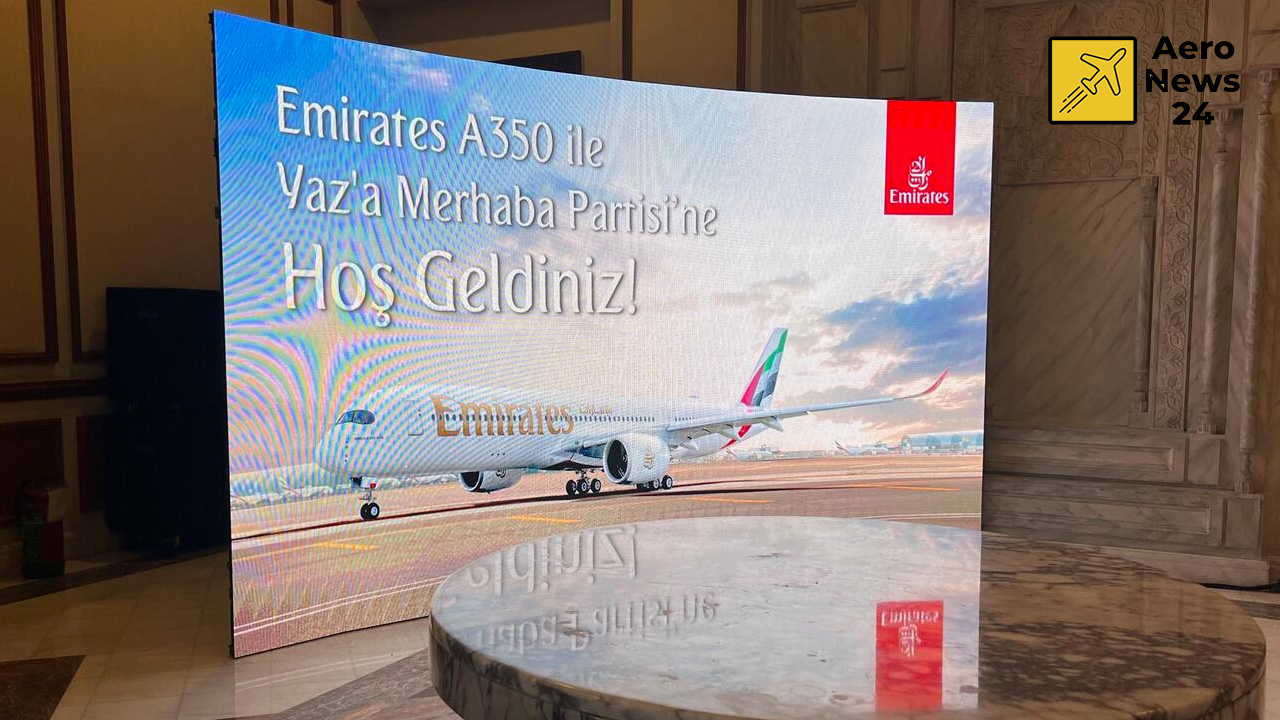 Emirates A350 ile
Yaz'a Merhaba Partisi'ne
Hoş Geldiniz!
Emirates
Emirates
Aero
News
24